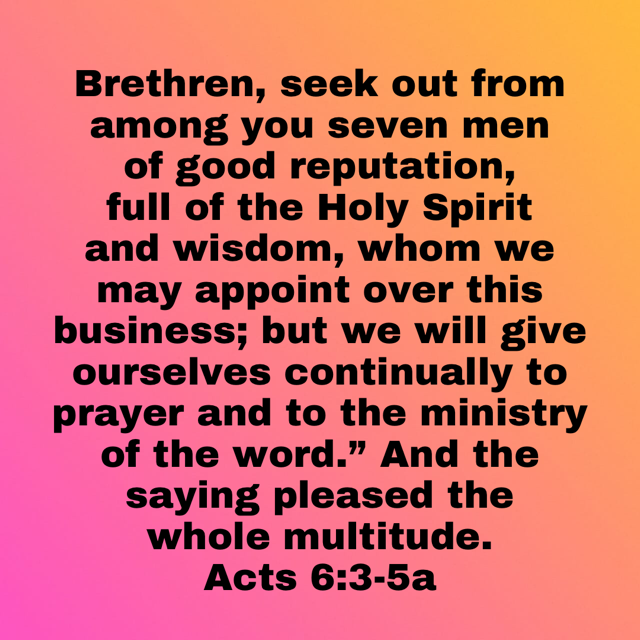 Brethren, seek out from
among you seven men
of good reputation,
full of the Holy Spirit
and wisdom, whom we
may appoint over this
business; but we will give
ourselves continually to
prayer and to the ministry
of the word.” And the
saying pleased the
whole multitude.
Acts 6:3-5a